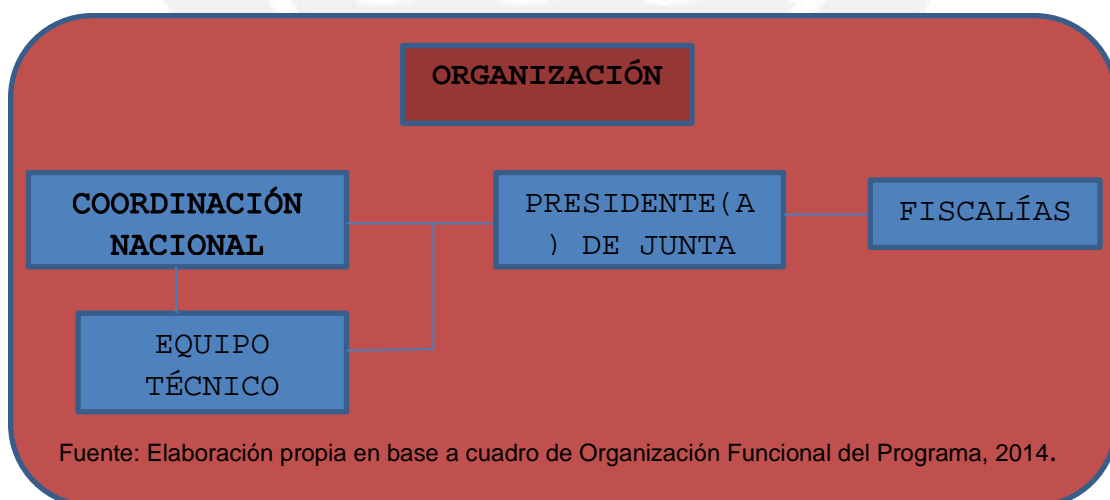 ORGANIZACIÓN
COORDINACIÓN
NACIONAL
PRESIDENTE(A
) DE JUNTA
FISCALÍAS
EQUIPO
TÉCNICO
Fuente: Elaboración propia en base a cuadro de Organización Funcional del Programa, 2014.